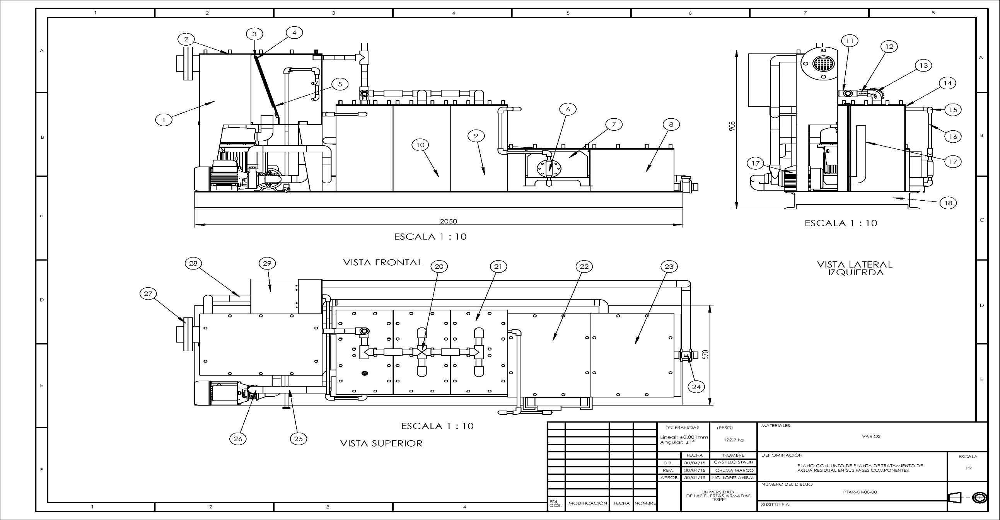 1 2 3 4 5 6 7 8
A
B
C
D
E
F
A
B
C
D
E
1 2 3 4
2 3 4
5
1
6 7 8
9
10
2050
ESCALA 1 : 10
VISTA FRONTAL
11
12
13
14
15
16
17
17
18
908
ESCALA 1 : 10
VISTA LATERAL
IZQUIERDA
28 29 20 21 22 23
27
24
570
26 25
ESCALA 1 : 10
VISTA SUPERIOR
TOLERANCIAS
Lineal: ±0.001mm
Angular: ±1°
(PESO)
122-7 kg
MATERIALES
VARIOS
FECHA NOMBRE
DIB. 30/04/15 CASTILLO STALIN
REV. 30/04/15 CHUMA MARCO
APROB. 30/04/15 ING. LOPEZ ANIBAL
DENOMINACIÓN
PLANO CONJUNTO DE PLANTA DE TRATAMIENTO DE
AGUA RESIDUAL EN SUS FASES COMPONENTES
ESCALA
1:2
UNIVERSIDAD
DE LAS FUERZAS ARMADAS
"ESPE"
NÚMERO DEL DIBUJO
PTAR-01-00-00
SUSTITUYE A:
EDI-
CIÓN
MODIFICACIÓN FECHA NOMBRE